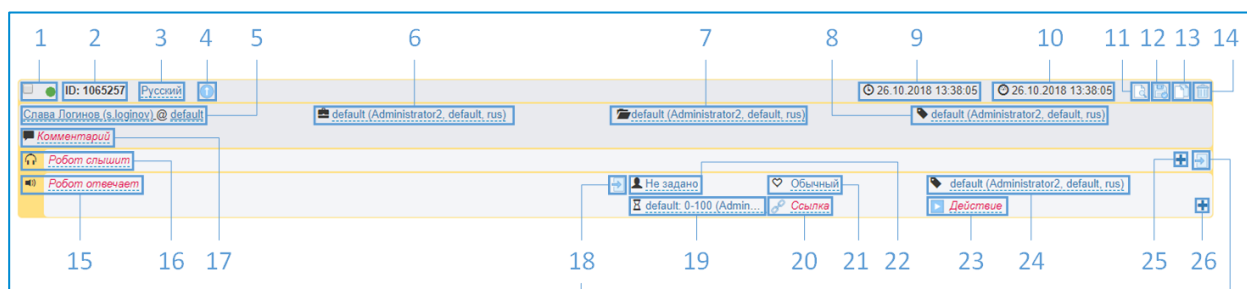 1 2 3 4 5 6 7 8 9 10 11 12 13 14
ID: 1065257 Русский 26.10.2018 13:38:05 26.10.2018 13:38:05
Слава Логинов (s.loginov) @ default default (Administrator2, default, rus) default (Administrator2, default, rus) default (Administrator2, default, rus)
Комментарий
Робот слышит
Робот отвечает Не задано Обычный default (Administrator2, default, rus)
default: 0-100 (Admin... Ссылка Действие
15 16 17 18 19 20 21 22 23 24 25 26